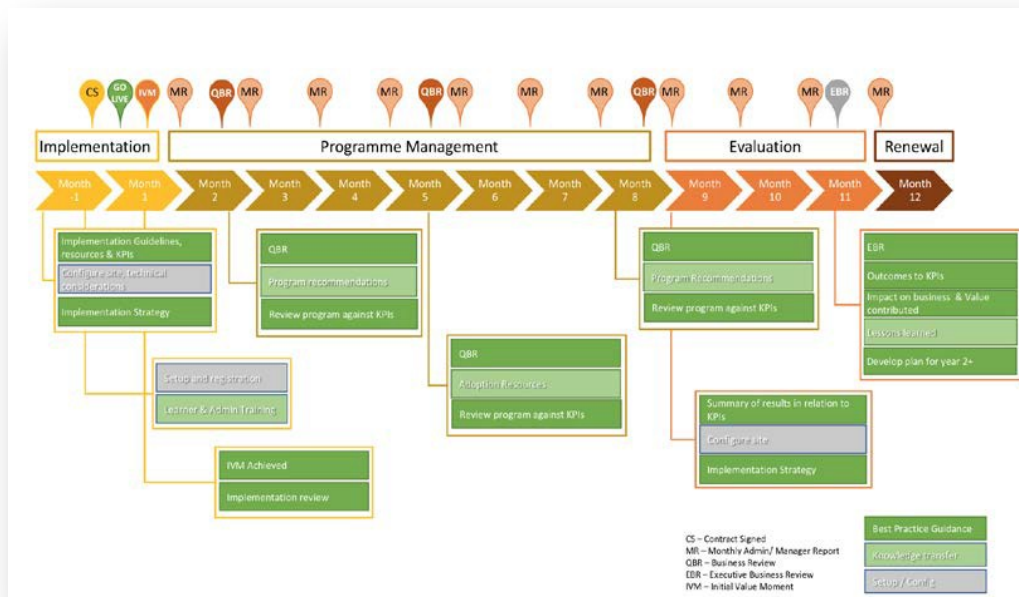 CS
GO
LIVE
IVM
MR
QBR
MR
MR
MR
QBR
MR
MR
MR
QBR
MR
MR
MR
EBR
MR
Implementation
Programme Management
Evaluation
Renewal
Month
-1
Month
1
Month
2
Month
3
Month
4
Month
5
Month
6
Month
7
Month
8
Month
9
Month
10
Month
11
Month
12
Implementation Guidelines,
resources & KPIs
Configure site, technical
considerations
Implementation Strategy
Setup and registration
Learner & Admin Training
IVM Achieved
Implementation review
QBR
Program recommendations
Review program against KPIs
QBR
Adoption Resources
Review program against KPIs
QBR
Program Recommendations
Review program against KPIs
Summary of results in relation to
KPIs
Configure site
Implementation Strategy
EBR
Outcomes to KPIs
Impact on business & Value
contributed
Lessons learned
Develop plan for year 2+
CS – Contract Signed
MR – Monthly Admin/ Manager Report
QBR – Business Review
EBR – Executive Business Review
IVM – Initial Value Moment
Best Practice Guidance
Knowledge transfer
Setup / Config